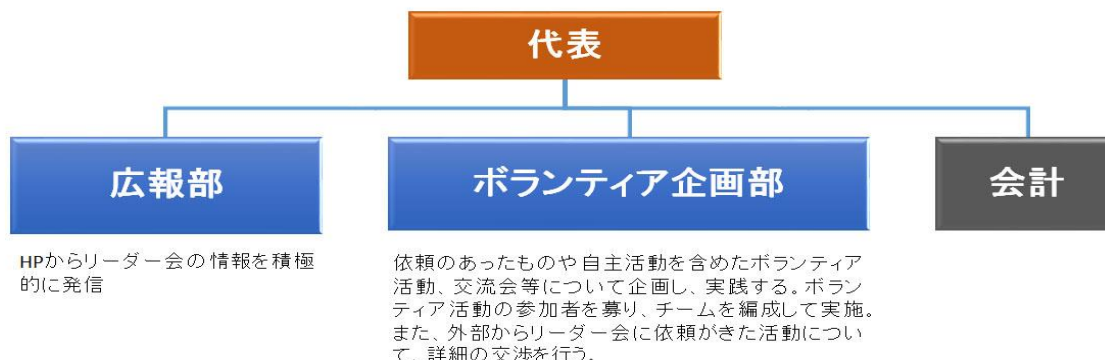 代表
広報部
ボランティア企画部
会計
HPからリーダー会の情報を積極
的に発信
依頼のあったものや自主活動を含めたボランティア
活動、交流会等について企画し、実践する。ボラン
ティア活動の参加者を募り、チームを編成して実施。
また、外部からリーダー会に依頼がきた活動につい
て、詳細の交渉を行う。